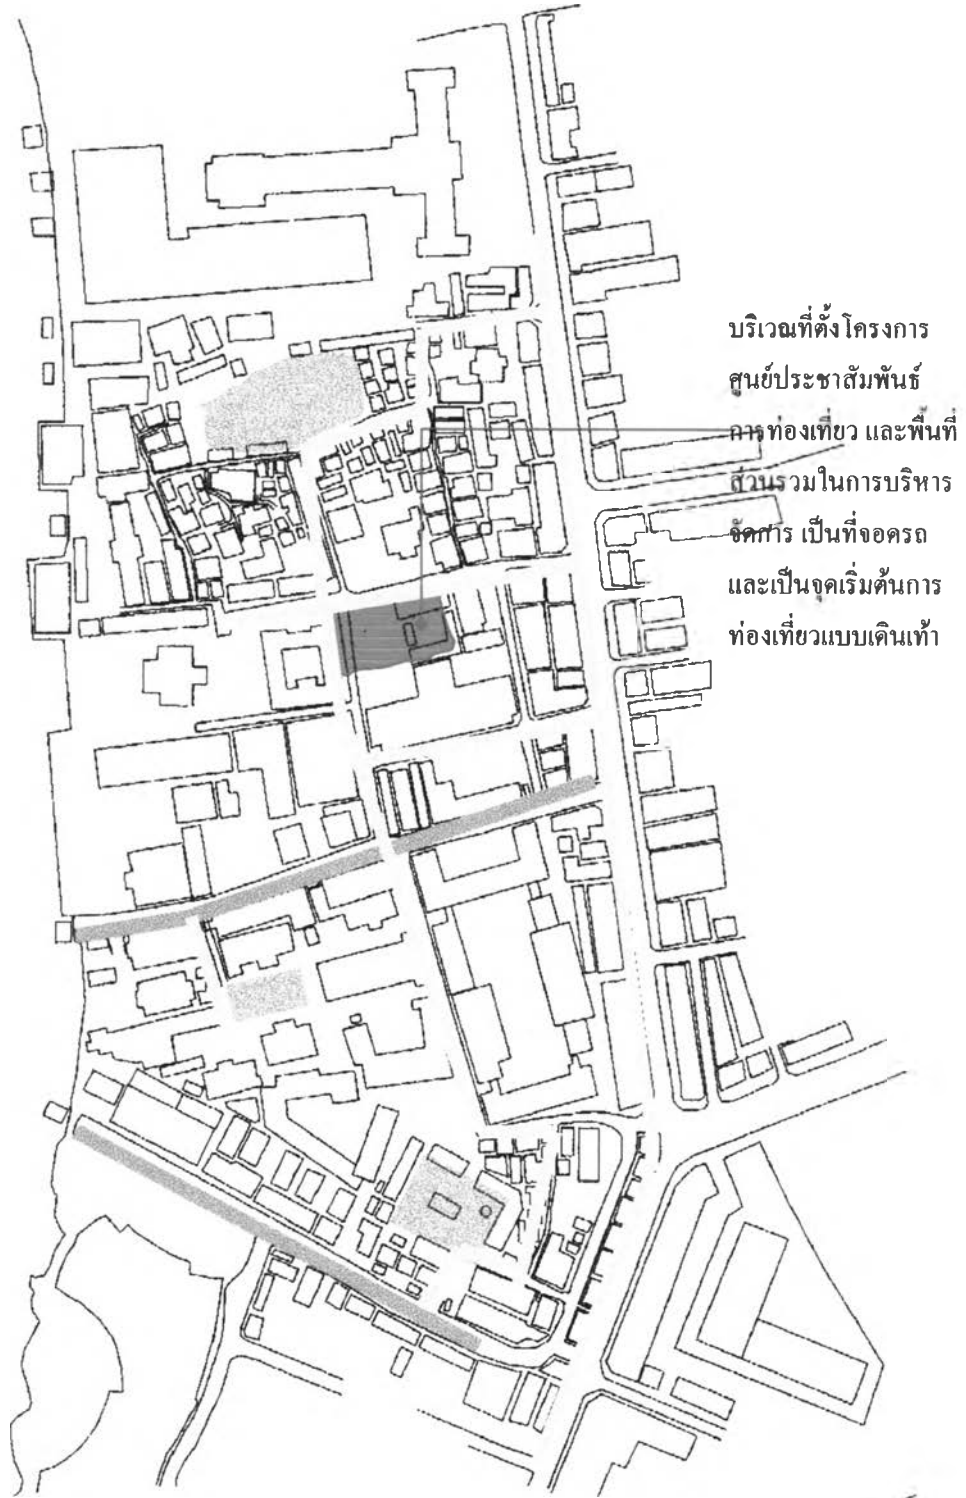 บริเวณที่ตั้งโครงการ
ศูนย์ประชาสัมพันธ์
การท่องเที่ยว และพื้นที่
ส่วนรวมในการบริหาร
จัดการ เป็นที่จอดรถ
และเป็นจุดเริ่มต้นการ
ท่องเที่ยวแบบเดินเท้า